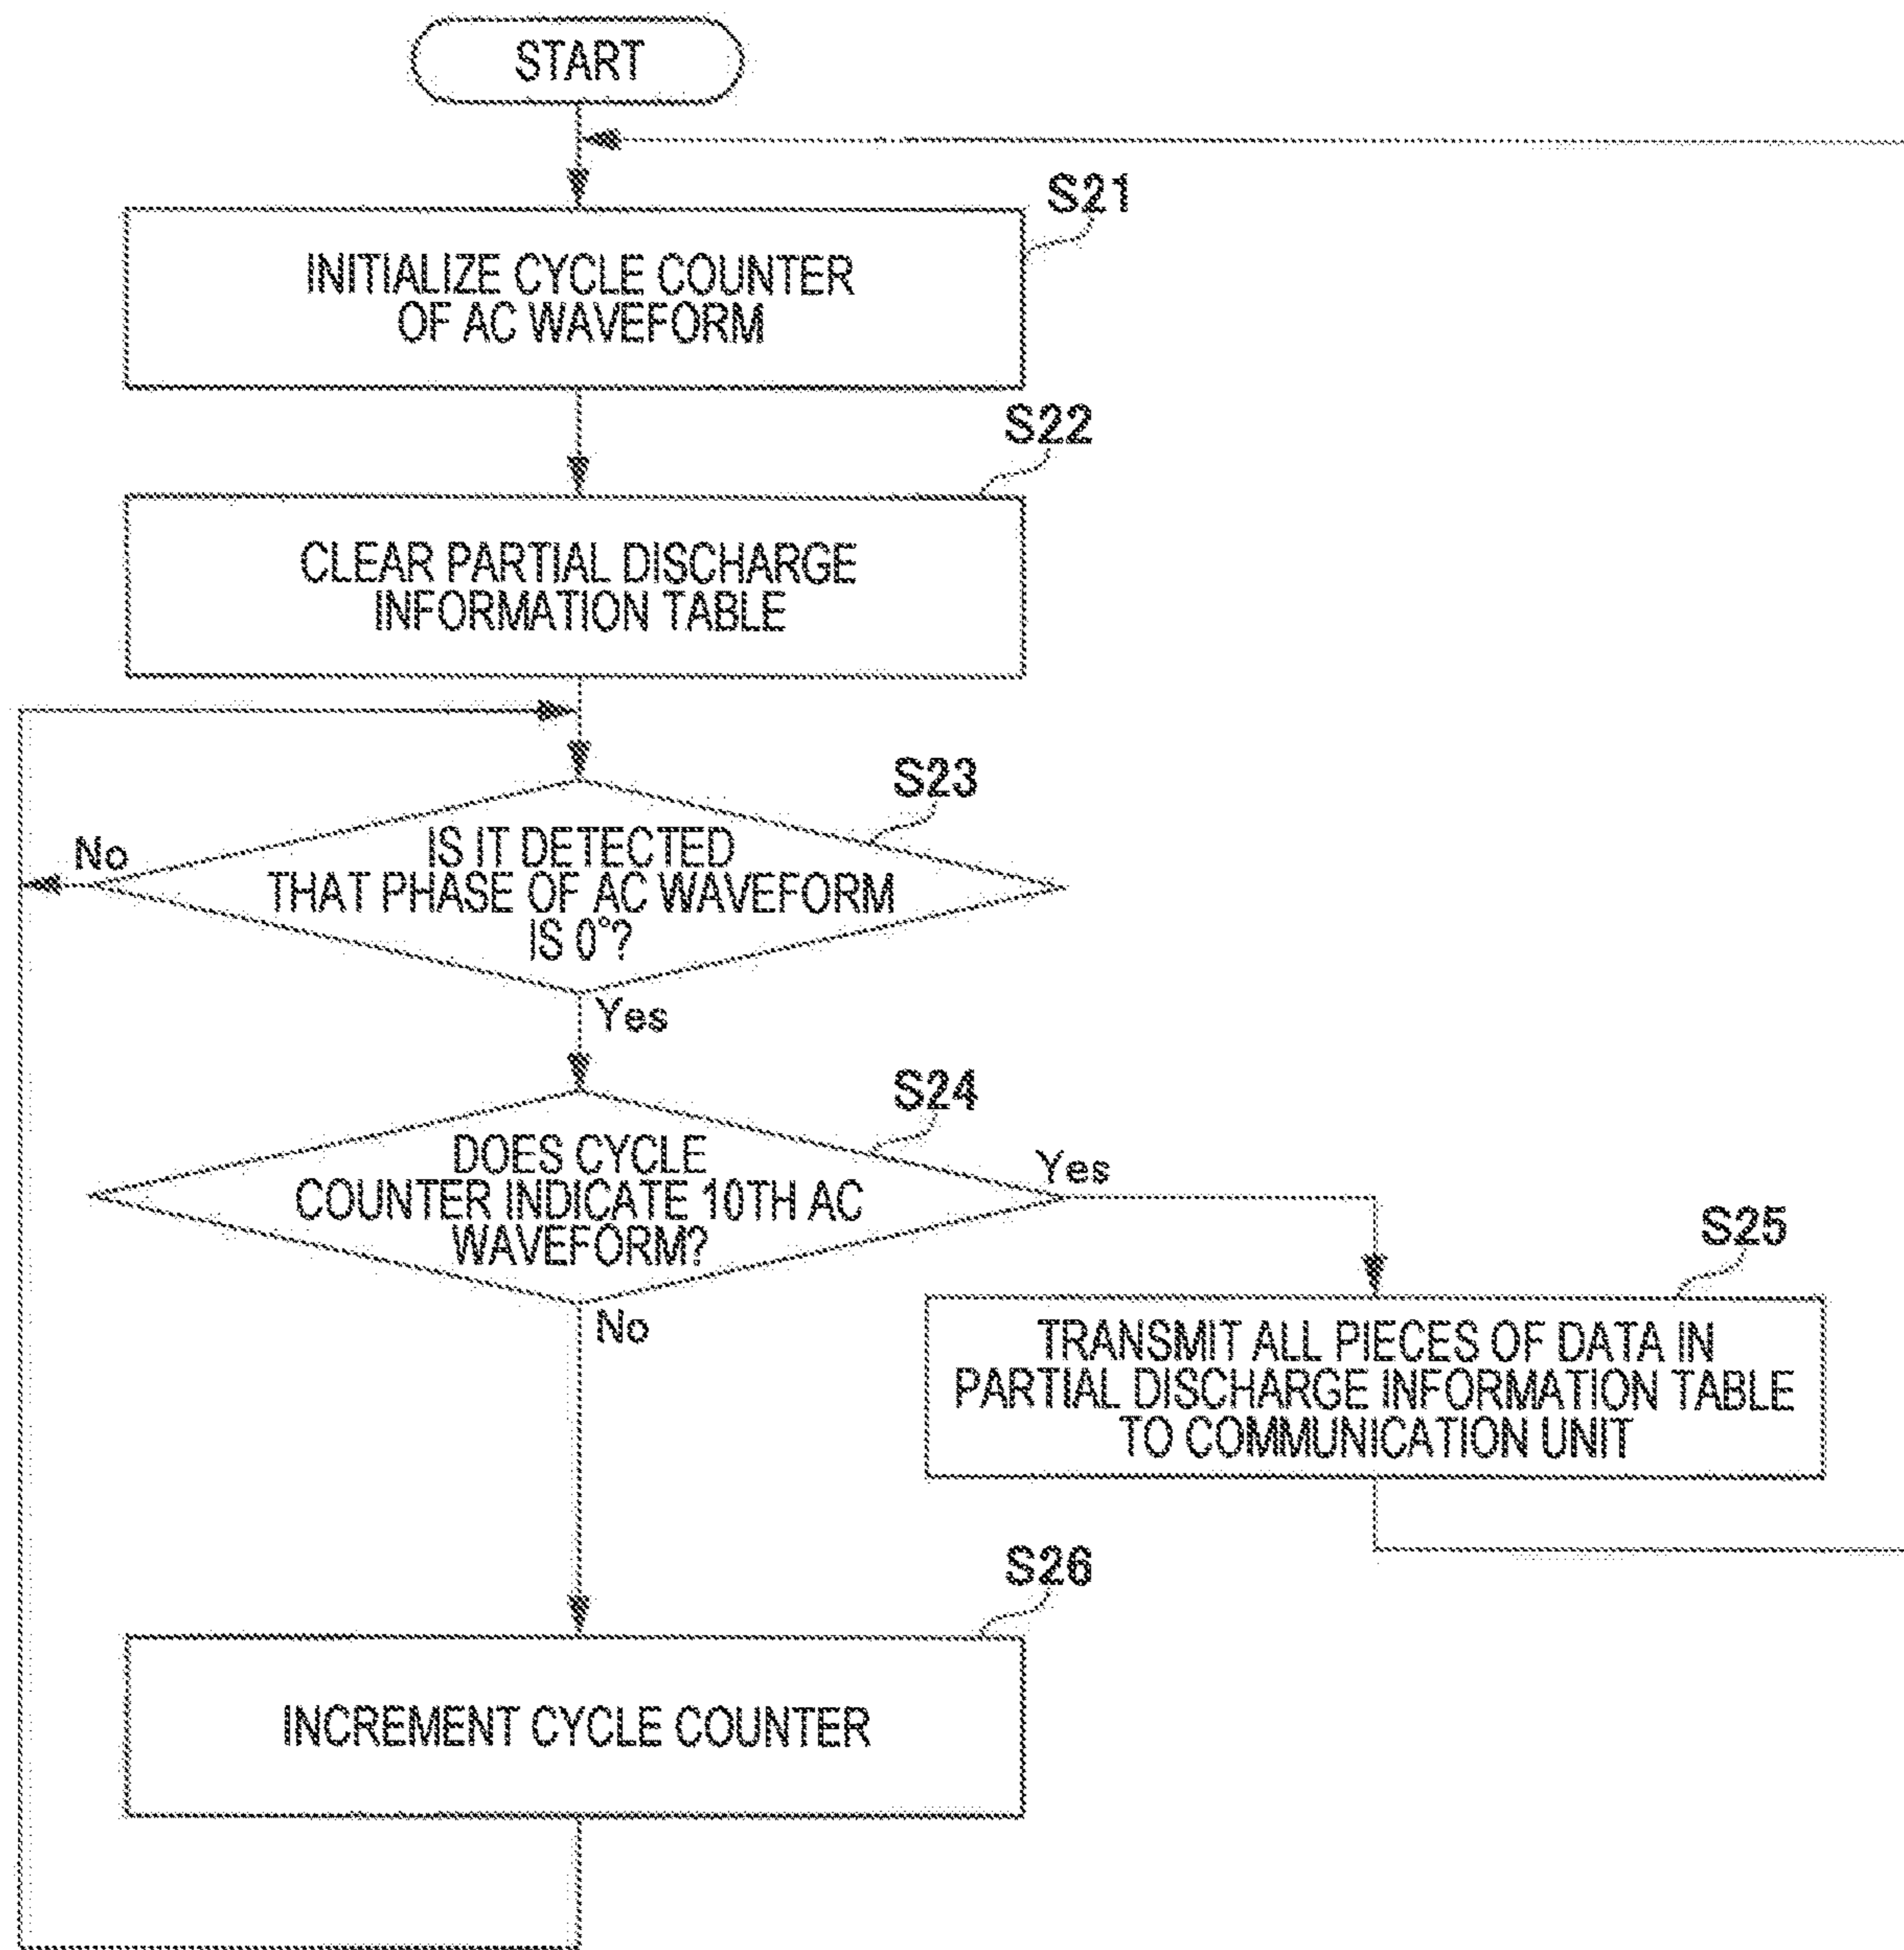 START
S21
INITIALIZE CYCLE COUNTER
OF AC WAVEFORM
S22
CLEAR PARTIAL DISCHARGE
INFORMATION TABLE
S23
No
IS IT DETECTED
THAT PHASE OF AC WAVEFORM
IS 0°?
Yes
S24
DOES CYCLE
COUNTER INDICATE 10TH AC
WAVEFORM?
Yes
No
S25
TRANSMIT ALL PIECES OF DATA IN
PARTIAL DISCHARGE INFORMATION TABLE
TO COMMUNICATION UNIT
S26
INCREMENT CYCLE COUNTER